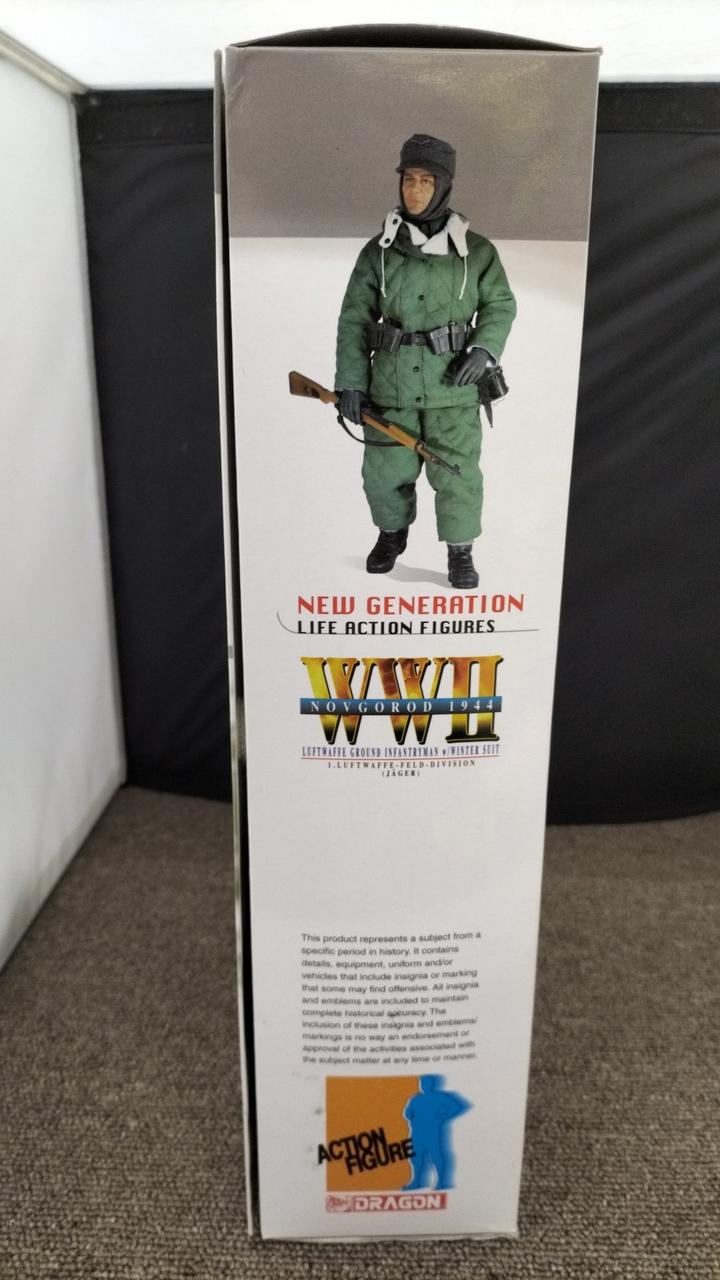 NEW GENERATION
LIFE ACTION FIGURES
WWII
NOVGOROD 1944
LUFTWAFFE GROUND INFANTRYMAN w/WINTER SUIT
1.LUFTWAFFE-FELD-DIVISION
(JÄGER)
This product represents a subject from a
specific period in history. It contains
details, equipment, uniform and/or
vehicles that include insignia or marking
that some may find offensive. All insignia
and emblems are included to maintain
complete historical accuracy. The
inclusion of these insignia and emblems/
markings is no way an endorsement or
approval of the activities associated with
the subject matter at any time or manner.
ACTION
FIGURE
DRAGON